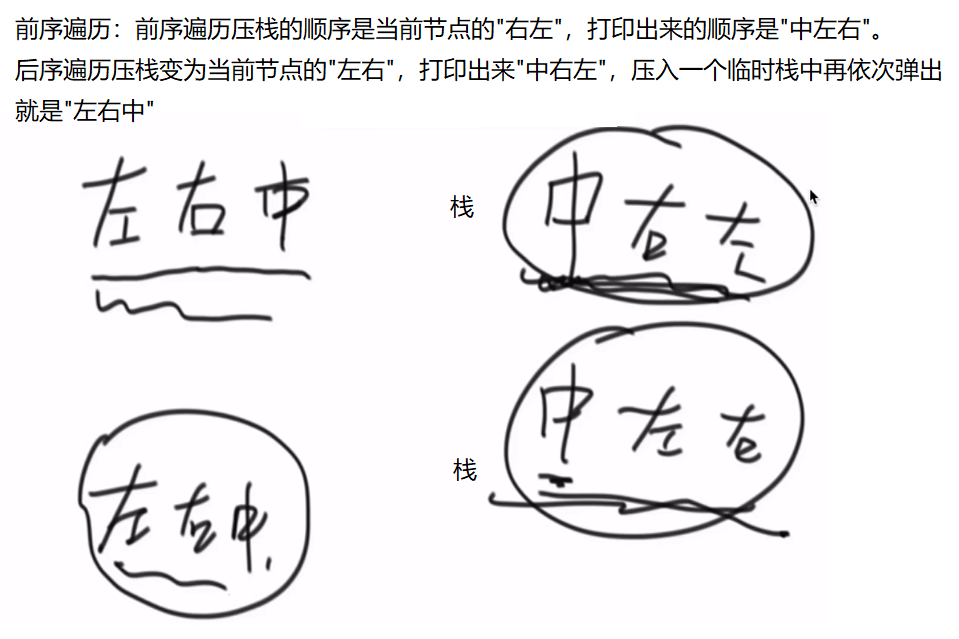 前序遍历：前序遍历压栈的顺序是当前节点的"右左"，打印出来的顺序是"中左右"。
后序遍历压栈变为当前节点的"左右"，打印出来"中右左"，压入一个临时栈中再依次弹出
就是"左右中"
左右中
栈
中右左
中左右
栈
左右中